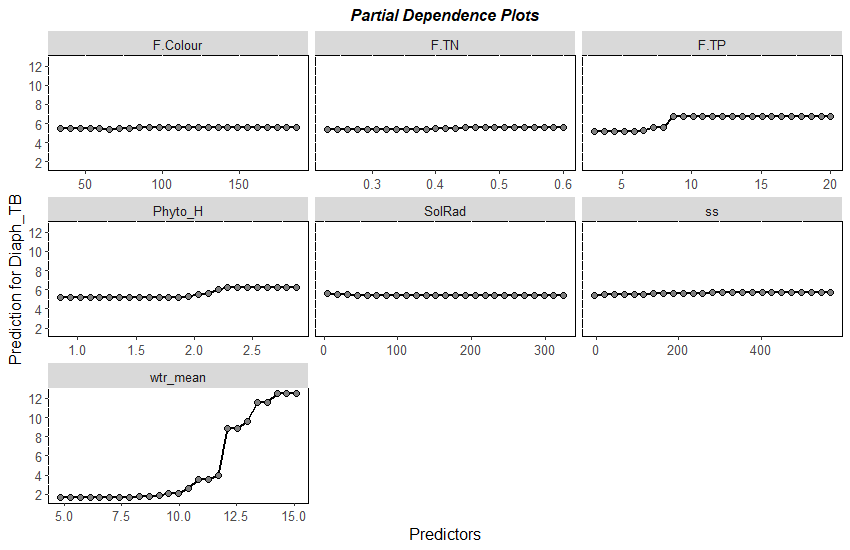 Partial Dependence Plots
F.Colour F.TN F.TP
12
10
8
6
4
2
50 100 150 0.3 0.4 0.5 0.6 5 10 15 20
Phyto_H SolRad ss
12
10
8
6
4
2
1.0 1.5 2.0 2.5 0 100 200 300 0 200 400
wtr_mean
12
10
8
6
4
2
5.0 7.5 10.0 12.5 15.0
Prediction for Diaph_TB
Predictors